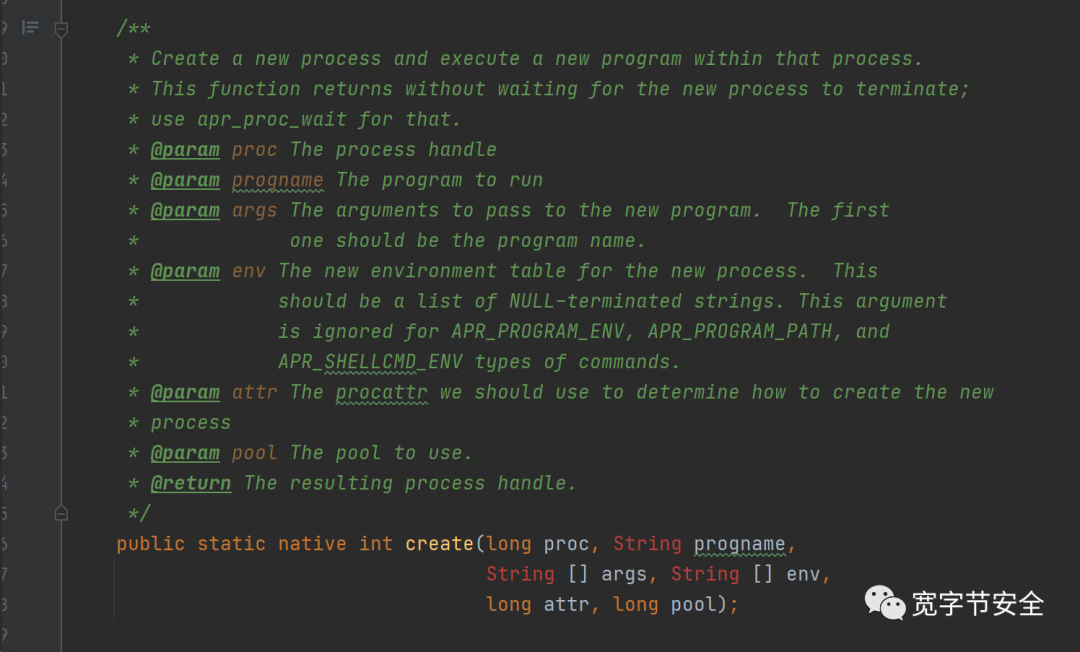 /**
* Create a new process and execute a new program within that process.
* This function returns without waiting for the new process to terminate;
* use apr_proc_wait for that.
* @param proc The process handle
* @param progname The program to run
* @param args The arguments to pass to the new program.  The first
*             one should be the program name.
* @param env The new environment table for the new process.  This
*            should be a list of NULL-terminated strings. This argument
*            is ignored for APR_PROGRAM_ENV, APR_PROGRAM_PATH, and
*            APR_SHELLCMD_ENV types of commands.
* @param attr The procattr we should use to determine how to create the new
* process
* @param pool The pool to use.
* @return The resulting process handle.
*/
public static native int create(long proc, String progname,
String [] args, String [] env,
long attr, long pool);
宽字节安全